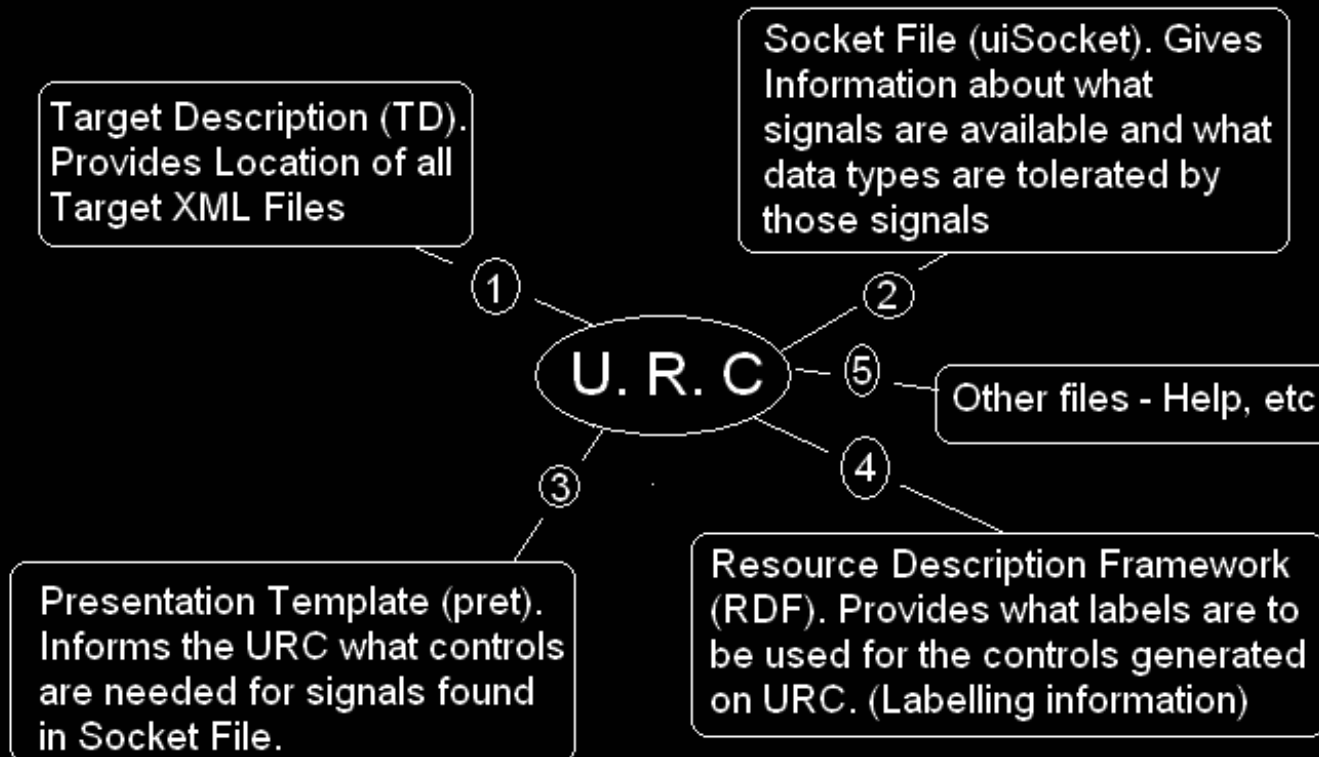 Target Description (TD).
Provides Location of all
Target XML Files
1
Socket File (uiSocket). Gives
Information about what
signals are available and what
data types are tolerated by
those signals
2
U. R. C
5
Other files - Help, etc
3
4
Presentation Template (pret).
Informs the URC what controls
are needed for signals found
in Socket File.
Resource Description Framework
(RDF). Provides what labels are to
be used for the controls generated
on URC. (Labelling information)